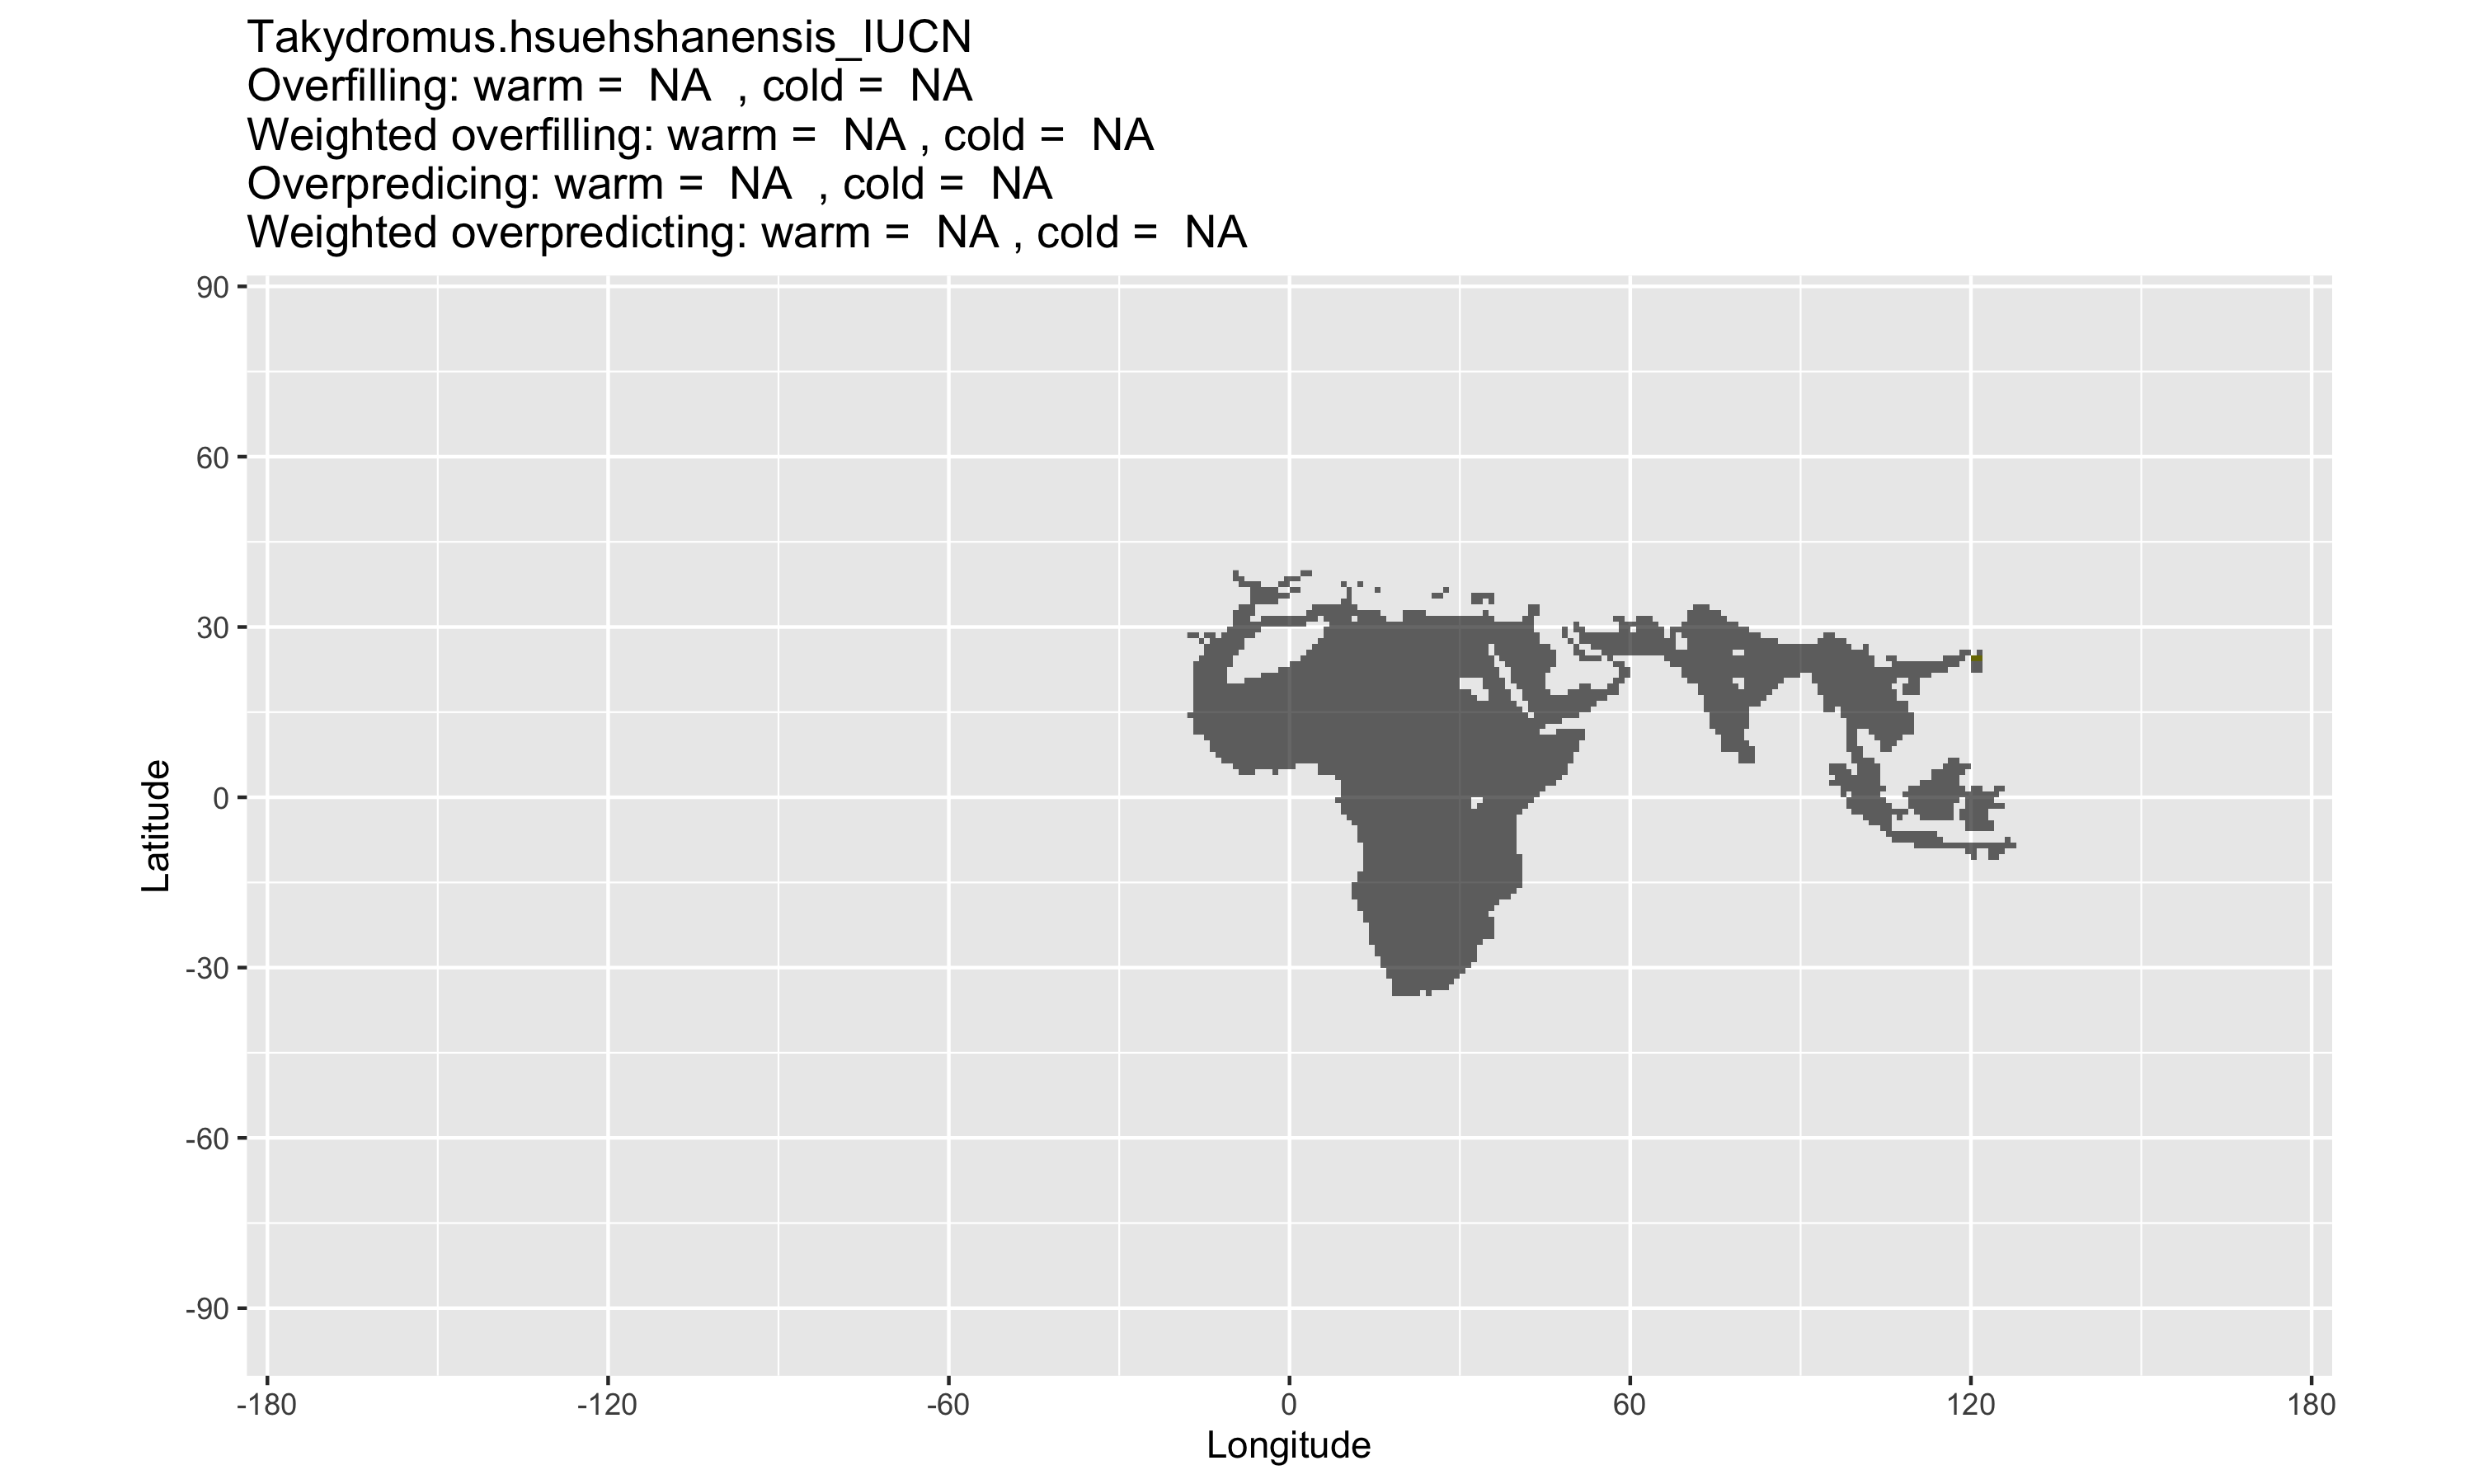 Takydromus.hsuehshanensis_IUCN
Overfilling: warm =  NA  , cold =  NA
Weighted overfilling: warm =  NA , cold =  NA
Overpredicing: warm =  NA  , cold =  NA
Weighted overpredicting: warm =  NA , cold =  NA
90
60
30
0
-30
-60
-90
Latitude
-180 -120 -60 0 60 120 180
Longitude